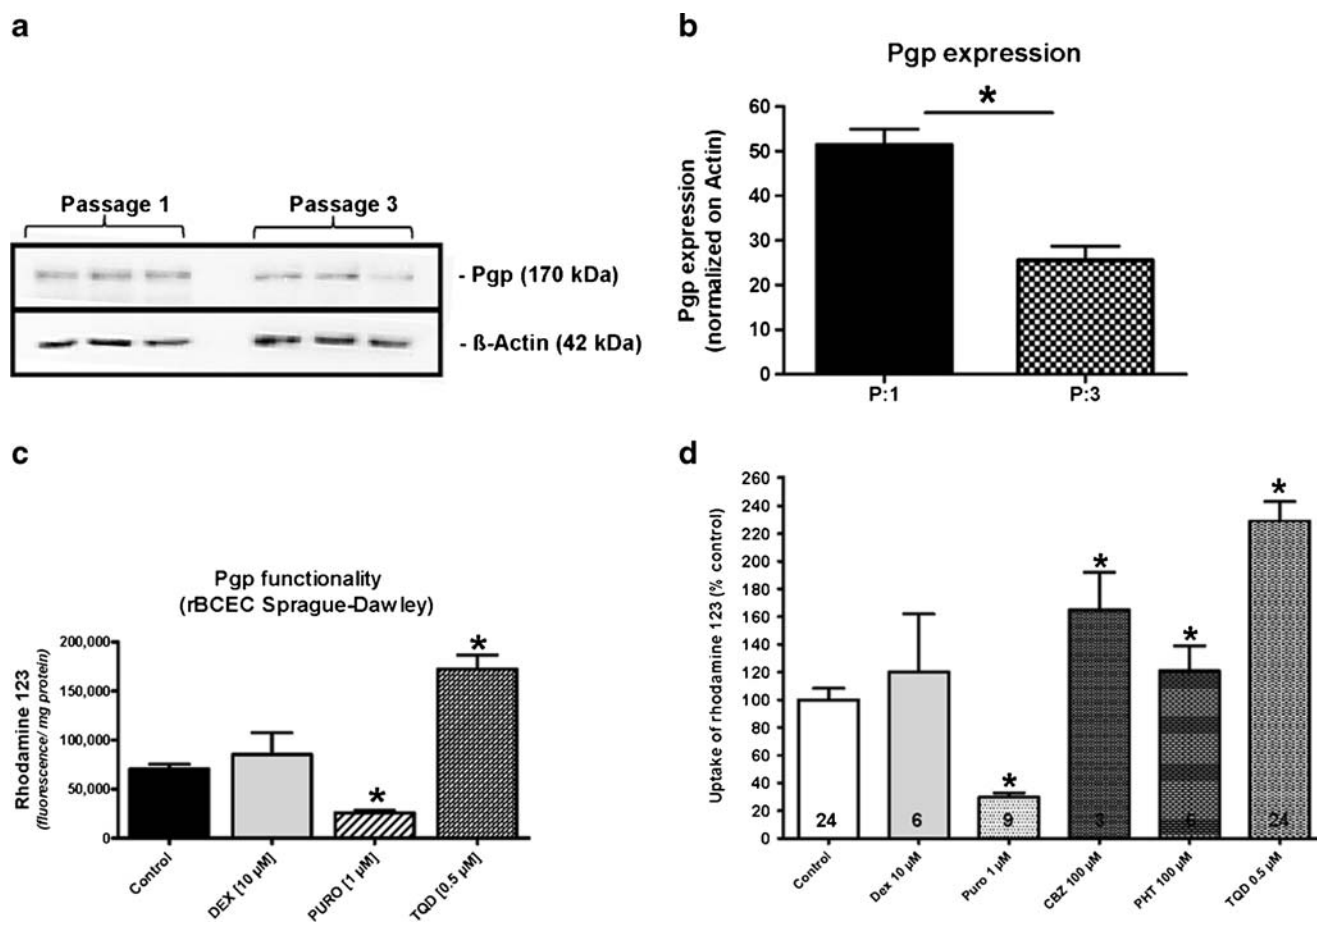 a
Passage 1
Passage 3
- Pgp (170 kDa)
- ß-Actin (42 kDa)
b
Pgp expression
*
Pgp expression
(normalized on Actin)
60
50
40
30
20
10
0
P:1
P:3
c
Pgp functionality
(rBCEC Sprague-Dawley)
Rhodamine 123
(fluorescence/ mg protein)
200,000
150,000
100,000
50,000
0
*
*
Control
DEX [10 µM]
PURO [1 µM]
TQD [0.5 µM]
d
Uptake of rhodamine 123 (% control)
260
240
220
200
180
160
140
120
100
80
60
40
20
0
*
*
*
*
24
6
9
3
6
24
Control
Dex 10 µM
Puro 1 µM
CBZ 100 µM
PHT 100 µM
TQD 0.5 µM